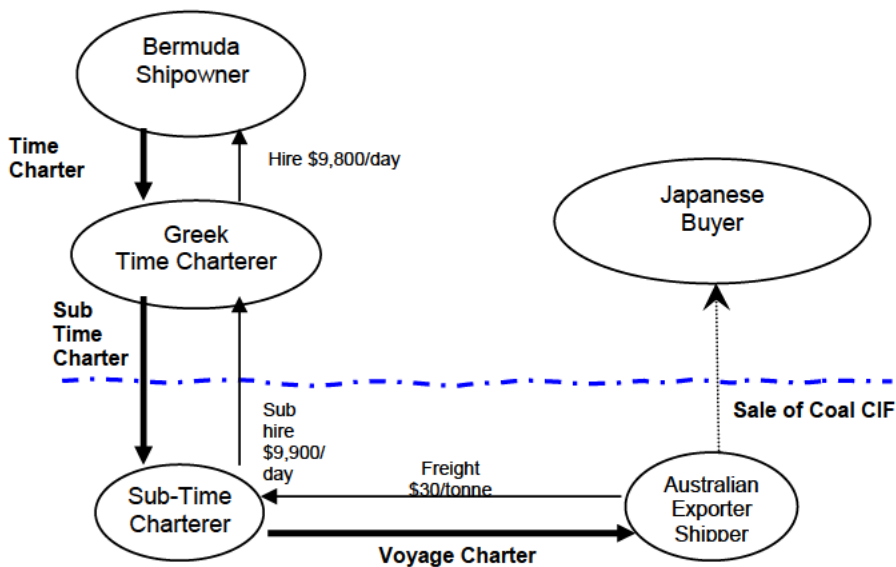 Bermuda
Shipowner
Time
Charter
Hire $9,800/day
Greek
Time Charterer
Japanese
Buyer
Sub
Time
Charter
Sale of Coal CIF
Sub
hire
$9,900/
day
Freight
$30/tonne
Sub-Time
Charterer
Australian
Exporter
Shipper
Voyage Charter